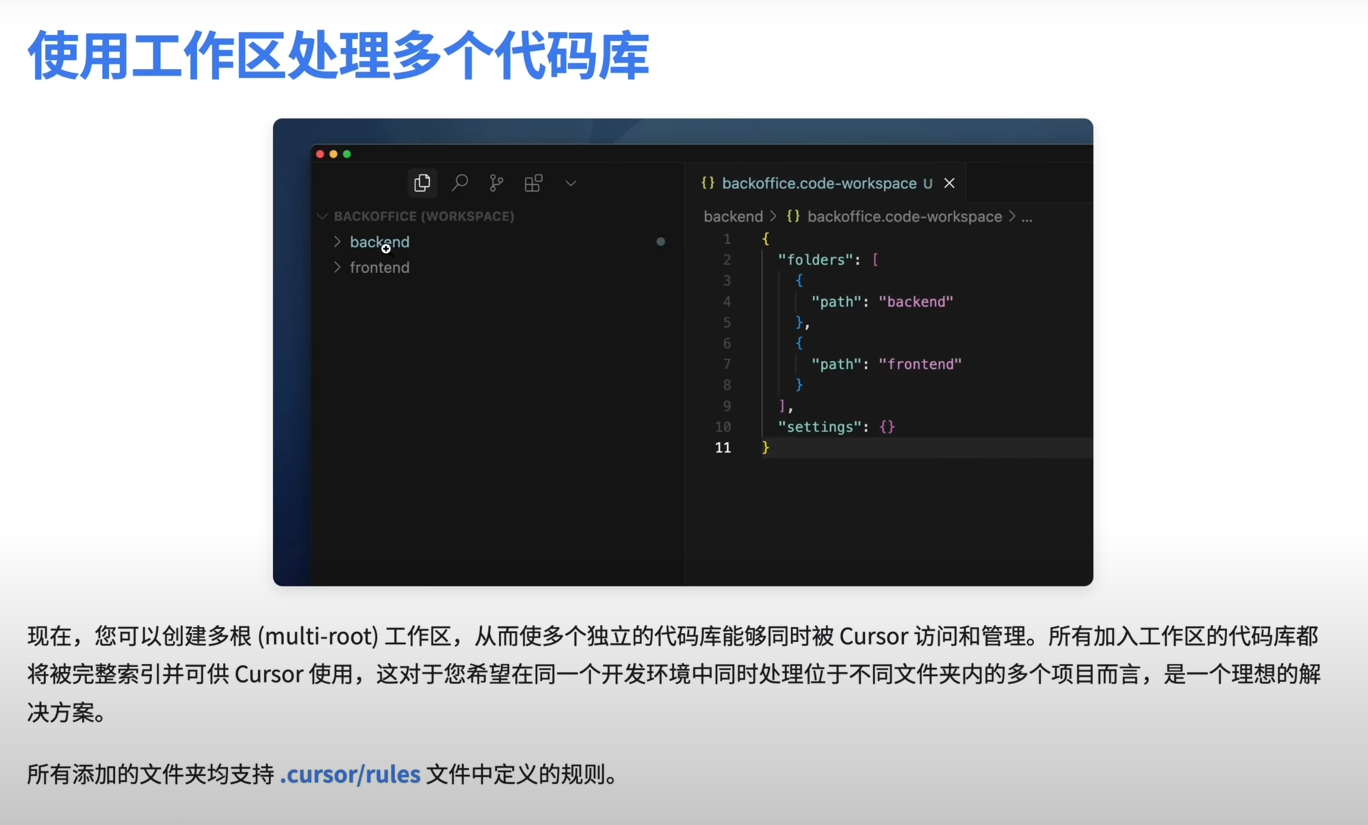 使用工作区处理多个代码库
BACKOFFICE (WORKSPACE)
backend
frontend
{} backoffice.code-workspace U
backend > {} backoffice.code-workspace > ...
1 {
2 "folders": [
3 {
4 "path": "backend"
5 },
6 {
7 "path": "frontend"
8 }
9 ],
10 "settings": {}
11 }
现在，您可以创建多根 (multi-root) 工作区，从而使多个独立的代码库能够同时被 Cursor 访问和管理。所有加入工作区的代码库都
将被完整索引并可供 Cursor 使用，这对于您希望在同一个开发环境中同时处理位于不同文件夹内的多个项目而言，是一个理想的解
决方案。
所有添加的文件夹均支持 .cursor/rules 文件中定义的规则。